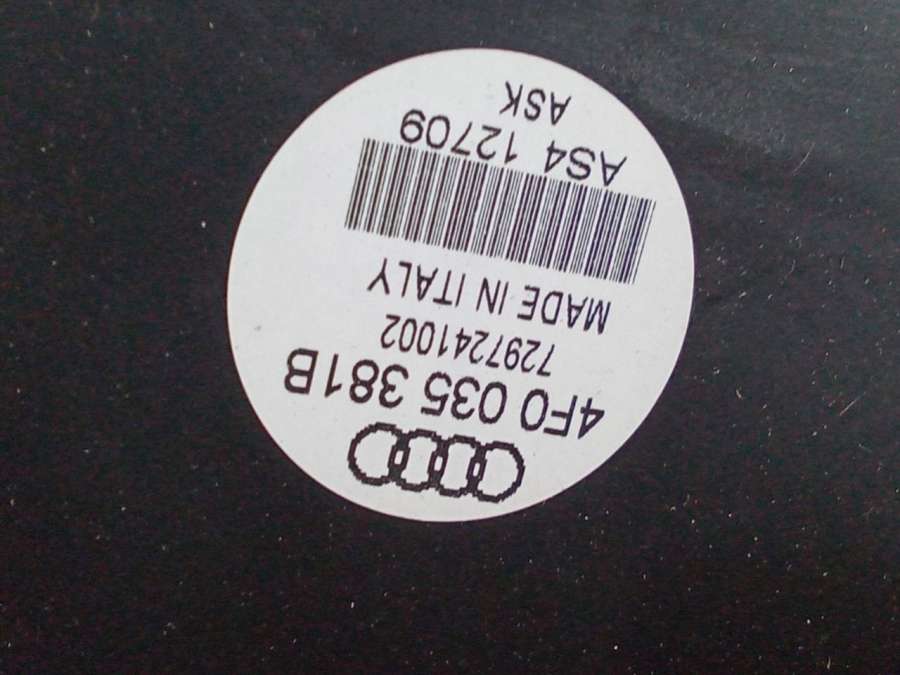 4F0 035 381B
7297241002
MADE IN ITALY
AS4 12709
ASK